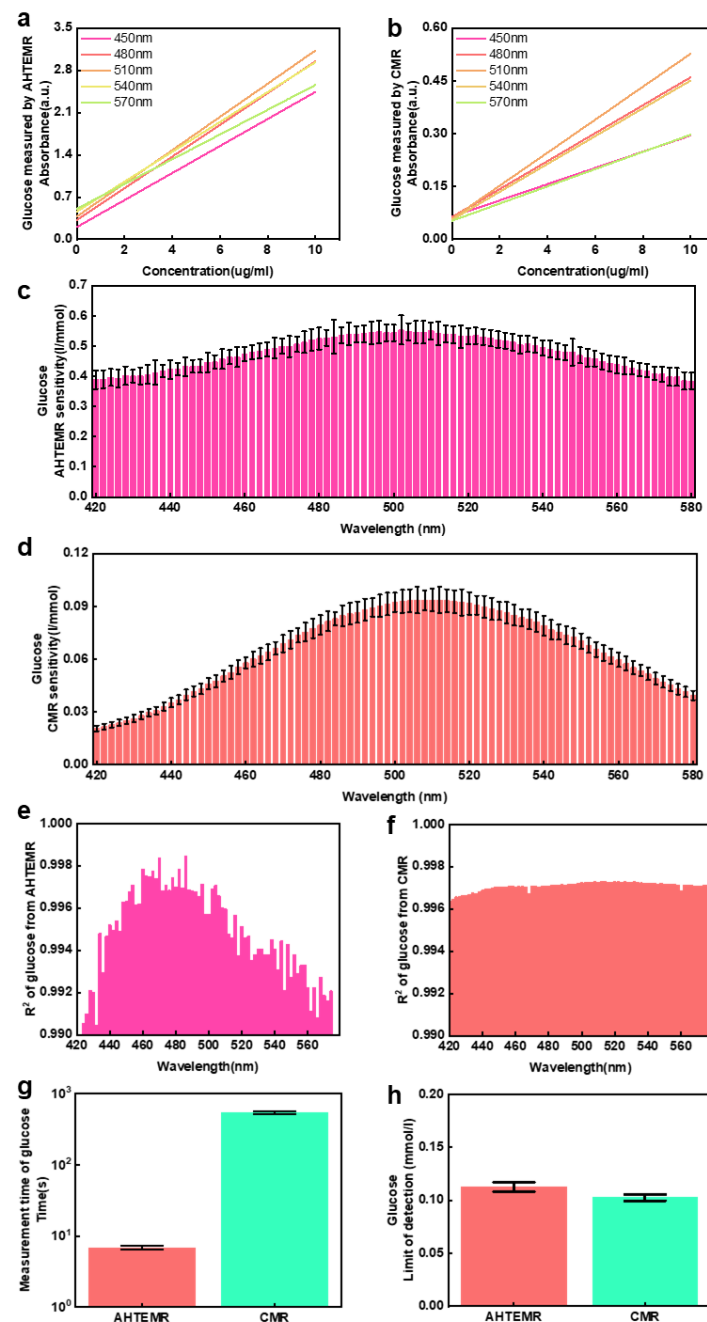 a
Glucose measured by AHTEMR
Absorbance(a.u.)
3.5
2.8
2.1
1.4
0.7
0.0
450nm
480nm
510nm
540nm
570nm
0 2 4 6 8 10
Concentration(ug/ml)
b
Glucose measured by CMR
Absorbance(a.u.)
0.60
0.45
0.30
0.15
0.00
450nm
480nm
510nm
540nm
570nm
0 2 4 6 8 10
Concentration(ug/ml)
c
Glucose
AHTEMR sensitivity(l/mmol)
0.7
0.6
0.5
0.4
0.3
0.2
0.1
0.0
420 440 460 480 500 520 540 560 580
Wavelength (nm)
d
Glucose
CMR sensitivity(l/mmol)
0.12
0.09
0.06
0.03
0.00
420 440 460 480 500 520 540 560 580
Wavelength (nm)
e
R² of glucose from AHTEMR
1.000
0.998
0.996
0.994
0.992
0.990
420 440 460 480 500 520 540 560
Wavelength(nm)
f
R² of glucose from CMR
1.000
0.998
0.996
0.994
0.992
0.990
420 440 460 480 500 520 540 560
Wavelength(nm)
g
Measurement time of glucose
Time(s)
10³
10²
10¹
10⁰
AHTEMR CMR
h
Glucose
Limit of detection (mmol/l)
0.20
0.15
0.10
0.05
0.00
AHTEMR CMR